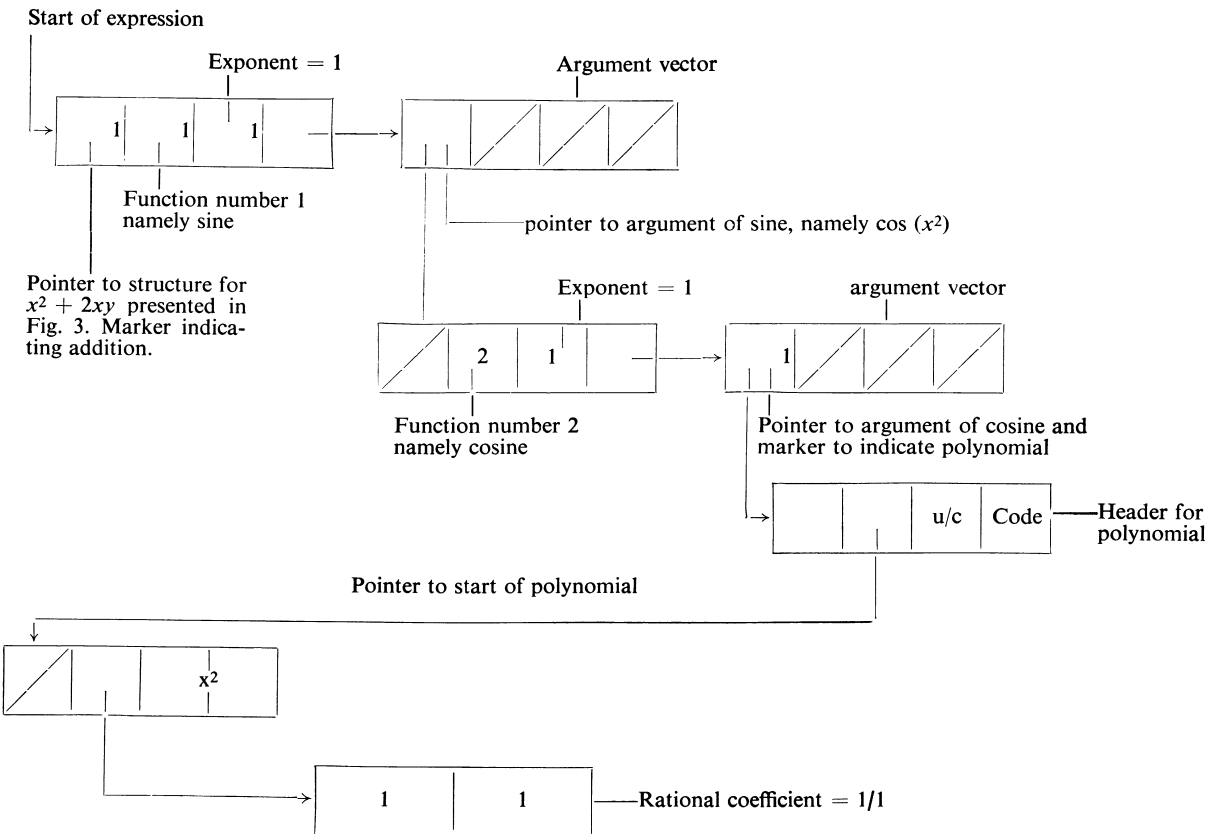 Start of expression
Exponent = 1
Argument vector
1 1 1
Function number 1
namely sine
pointer to argument of sine, namely cos (x²)
Pointer to structure for
x² + 2xy presented in
Fig. 3. Marker indica-
ting addition.
Exponent = 1
argument vector
2 1
1
Function number 2
namely cosine
Pointer to argument of cosine and
marker to indicate polynomial
u/c Code
Header for
polynomial
Pointer to start of polynomial
x²
1 1
Rational coefficient = 1/1